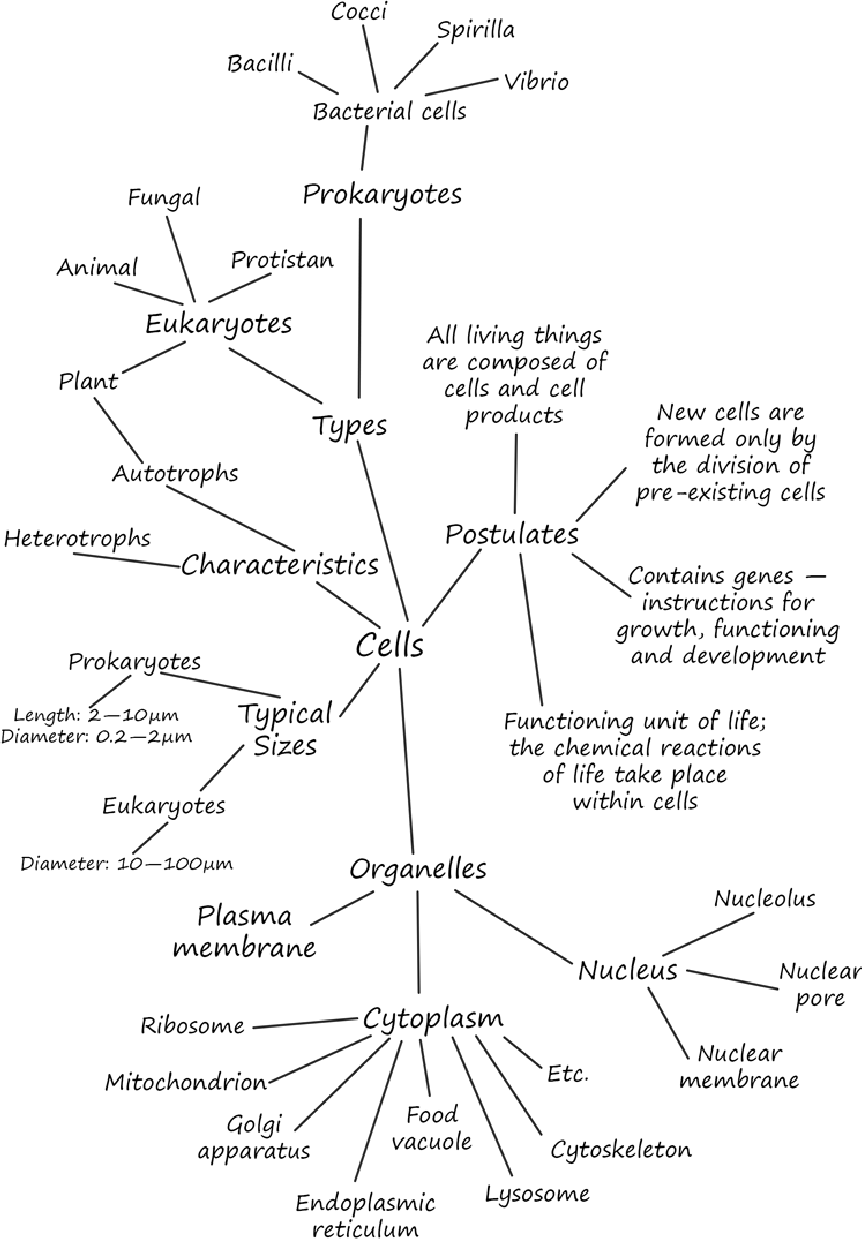 Cocci
Spirilla
Bacilli
Vibrio
Bacterial cells
Prokaryotes
Fungal
Animal
Protistan
Eukaryotes
Plant
Types
Autotrophs
Heterotrophs
Characteristics
All living things
are composed of
cells and cell
products
New cells are
formed only by
the division of
pre-existing cells
Postulates
Contains genes —
instructions for
growth, functioning
and development
Functioning unit of life;
the chemical reactions
of life take place
within cells
Cells
Prokaryotes
Length: 2—10µm
Diameter: 0.2—2µm
Typical
Sizes
Eukaryotes
Diameter: 10—100µm
Organelles
Plasma
membrane
Nucleus
Nucleolus
Nuclear
pore
Nuclear
membrane
Cytoplasm
Ribosome
Mitochondrion
Golgi
apparatus
Endoplasmic
reticulum
Food
vacuole
Lysosome
Cytoskeleton
Etc.